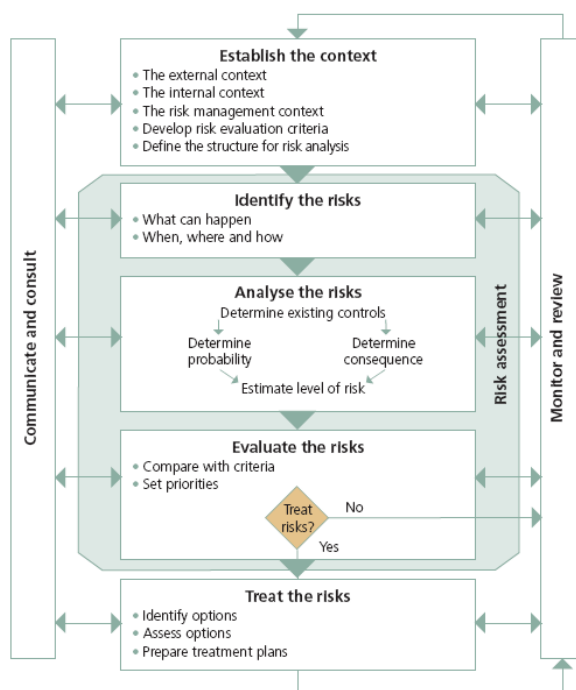 Establish the context
• The external context
• The internal context
• The risk management context
• Develop risk evaluation criteria
• Define the structure for risk analysis
Identify the risks
• What can happen
• When, where and how
Analyse the risks
Determine existing controls
Determine
probability
Determine
consequence
Estimate level of risk
Evaluate the risks
• Compare with criteria
• Set priorities
Treat
risks?
No
Yes
Treat the risks
• Identify options
• Assess options
• Prepare treatment plans
Communicate and consult
Risk assessment
Monitor and review